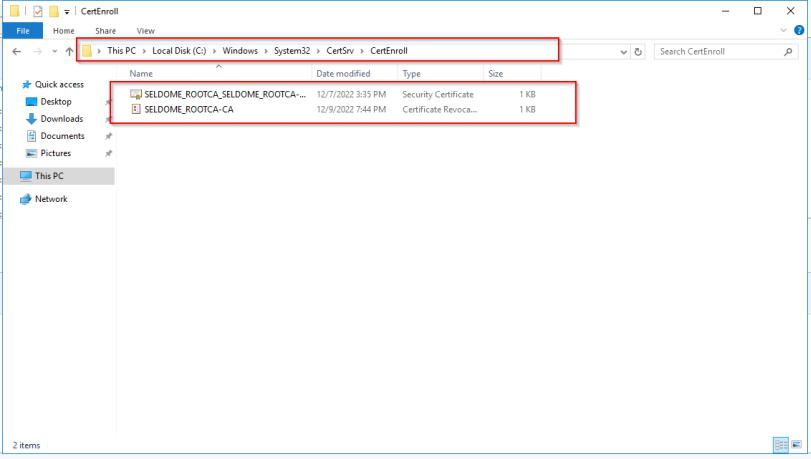 CertEnroll
File Home Share View
This PC > Local Disk (C:) > Windows > System32 > CertSrv > CertEnroll
Search CertEnroll
Name Date modified Type Size
Quick access
Desktop
Downloads
Documents
Pictures
This PC
Network
SELDOME_ROOTCA_SELDOME_ROOTCA-... 12/7/2022 3:35 PM Security Certificate 1 KB
SELDOME_ROOTCA-CA 12/9/2022 7:44 PM Certificate Revoca... 1 KB
2 items